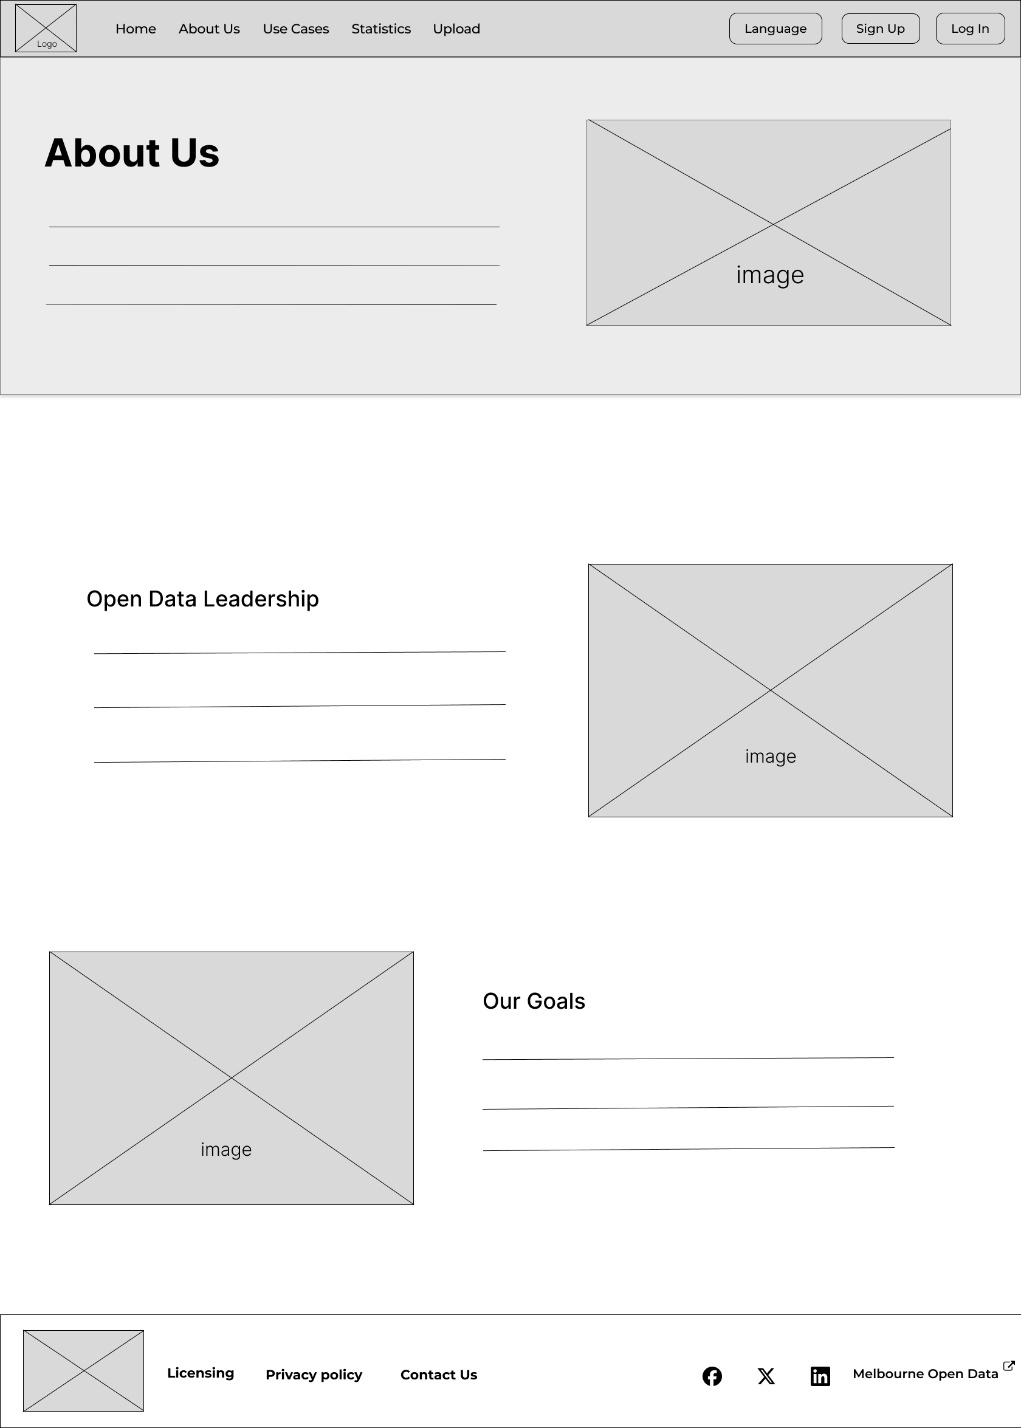 Logo
Home About Us Use Cases Statistics Upload Language Sign Up Log In
About Us
image
Open Data Leadership
image
Our Goals
image
Licensing Privacy policy Contact Us Melbourne Open Data